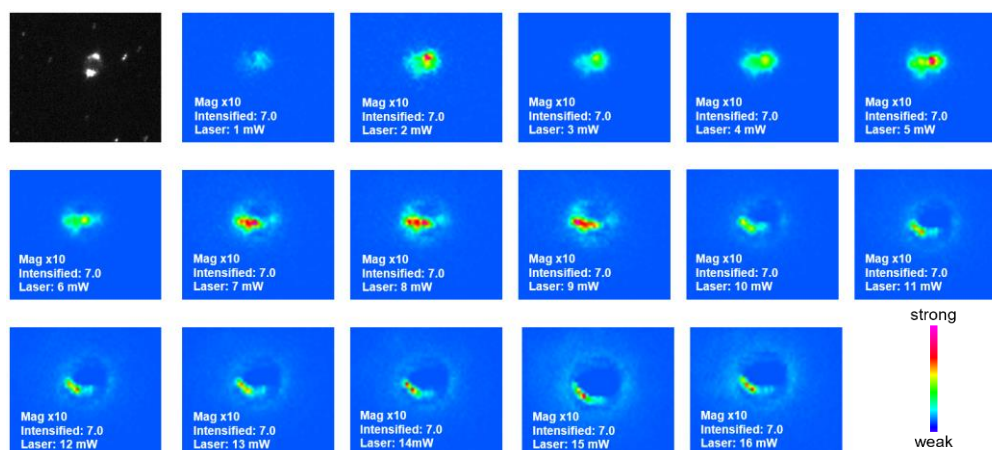 Mag x10
Intensified: 7.0
Laser: 1 mW
Mag x10
Intensified: 7.0
Laser: 2 mW
Mag x10
Intensified: 7.0
Laser: 3 mW
Mag x10
Intensified: 7.0
Laser: 4 mW
Mag x10
Intensified: 7.0
Laser: 5 mW
Mag x10
Intensified: 7.0
Laser: 6 mW
Mag x10
Intensified: 7.0
Laser: 7 mW
Mag x10
Intensified: 7.0
Laser: 8 mW
Mag x10
Intensified: 7.0
Laser: 9 mW
Mag x10
Intensified: 7.0
Laser: 10 mW
Mag x10
Intensified: 7.0
Laser: 11 mW
Mag x10
Intensified: 7.0
Laser: 12 mW
Mag x10
Intensified: 7.0
Laser: 13 mW
Mag x10
Intensified: 7.0
Laser: 14mW
Mag x10
Intensified: 7.0
Laser: 15 mW
Mag x10
Intensified: 7.0
Laser: 16 mW
strong
weak